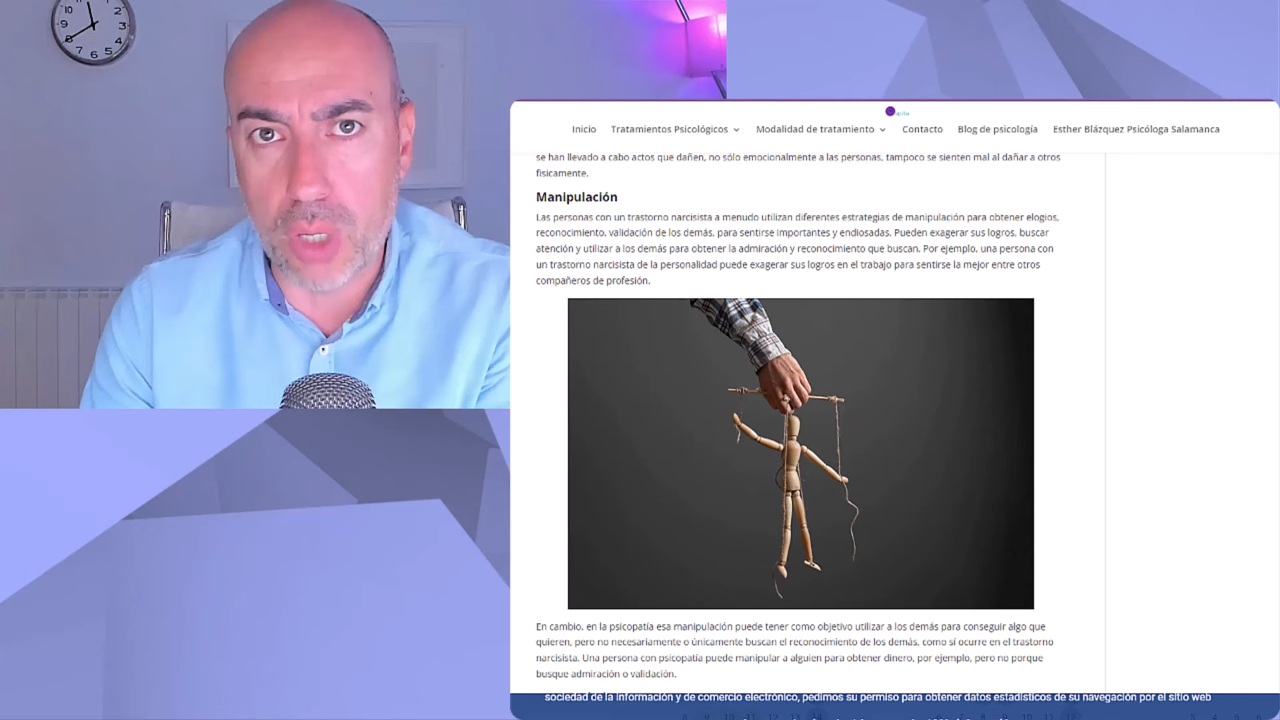 Inicio
Tratamientos Psicológicos
Modalidad de tratamiento
Contacto
Blog de psicología
Esther Blázquez Psicóloga Salamanca
se han llevado a cabo actos que dañen, no sólo emocionalmente a las personas, tampoco se sienten mal al dañar a otros
físicamente.
Manipulación
Las personas con un trastorno narcisista a menudo utilizan diferentes estrategias de manipulación para obtener elogios,
reconocimiento, validación de los demás, para sentirse importantes y endiosadas. Pueden exagerar sus logros, buscar
atención y utilizar a los demás para obtener la admiración y reconocimiento que buscan. Por ejemplo, una persona con
un trastorno narcisista de la personalidad puede exagerar sus logros en el trabajo para sentirse la mejor entre otros
compañeros de profesión.
En cambio, en la psicopatía esa manipulación puede tener como objetivo utilizar a los demás para conseguir algo que
quieren, pero no necesariamente o únicamente buscan el reconocimiento de los demás, como sí ocurre en el trastorno
narcisista. Una persona con psicopatía puede manipular a alguien para obtener dinero, por ejemplo, pero no porque
busque admiración o validación.
sociedad de la información y de comercio electrónico, pedimos su permiso para obtener datos estadísticos de su navegación por el sitio web